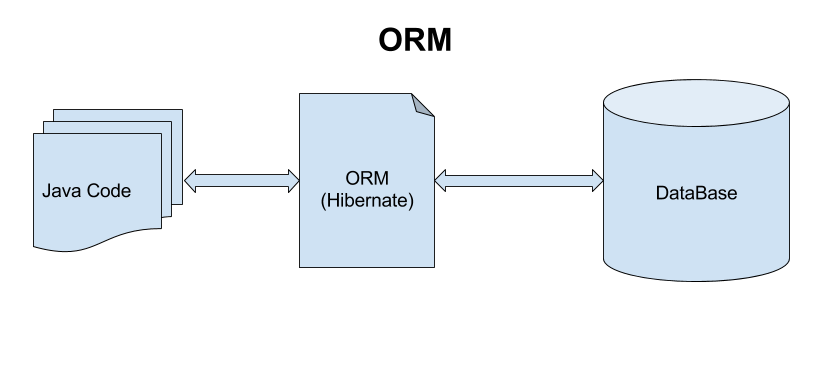 ORM
Java Code
ORM
(Hibernate)
DataBase